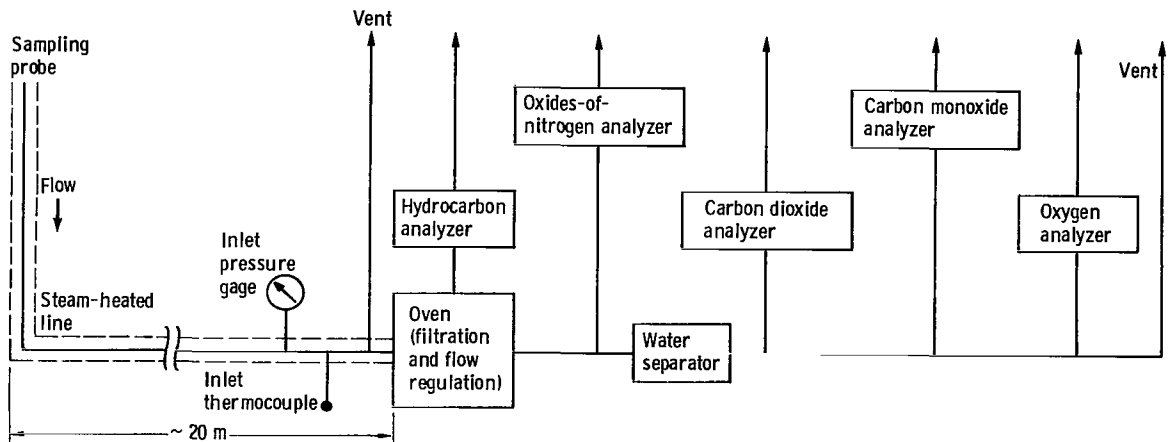 Sampling
probe
Flow
Steam-heated
line
Inlet
pressure
gage
Inlet
thermocouple
~ 20 m
Vent
Hydrocarbon
analyzer
Oven
(filtration
and flow
regulation)
Oxides-of-
nitrogen analyzer
Water
separator
Carbon dioxide
analyzer
Carbon monoxide
analyzer
Oxygen
analyzer
Vent